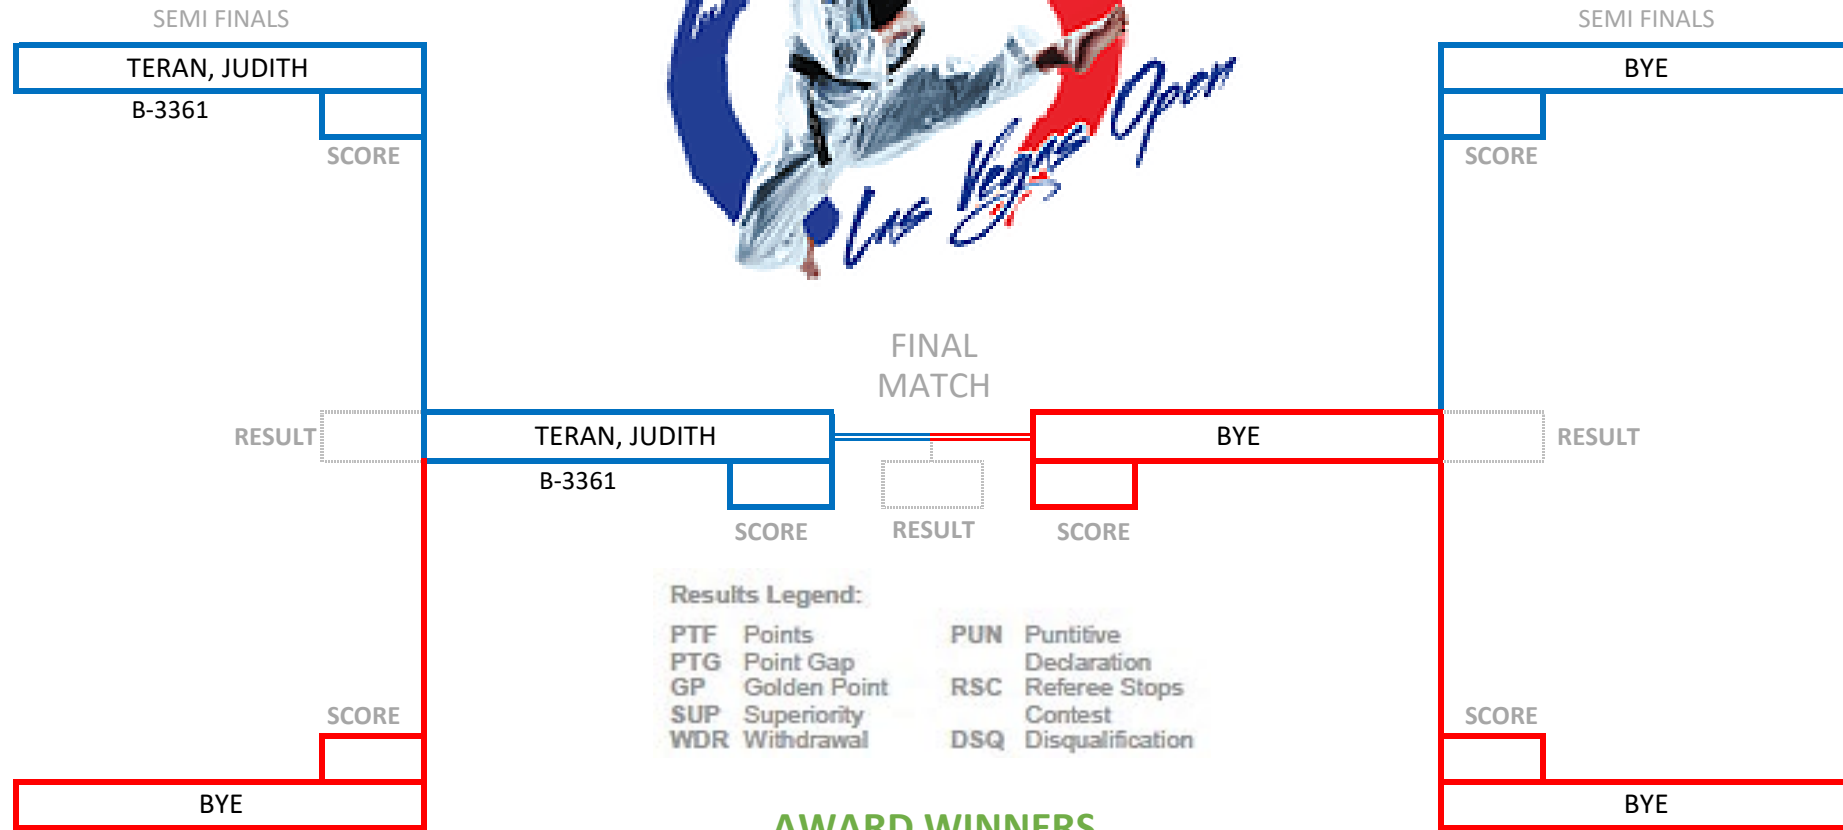 SEMI FINALS
SEMI FINALS
TERAN, JUDITH
B-3361
SCORE
BYE
SCORE
Las Vegas Open
FINAL
MATCH
RESULT
TERAN, JUDITH
B-3361
SCORE
RESULT
BYE
SCORE
RESULT
Results Legend:
PTF Points
PTG Point Gap
GP Golden Point
SUP Superiority
WDR Withdrawal
PUN Puntitive
Declaration
RSC Referee Stops
Contest
DSQ Disqualification
SCORE
BYE
SCORE
BYE
AWARD WINNERS